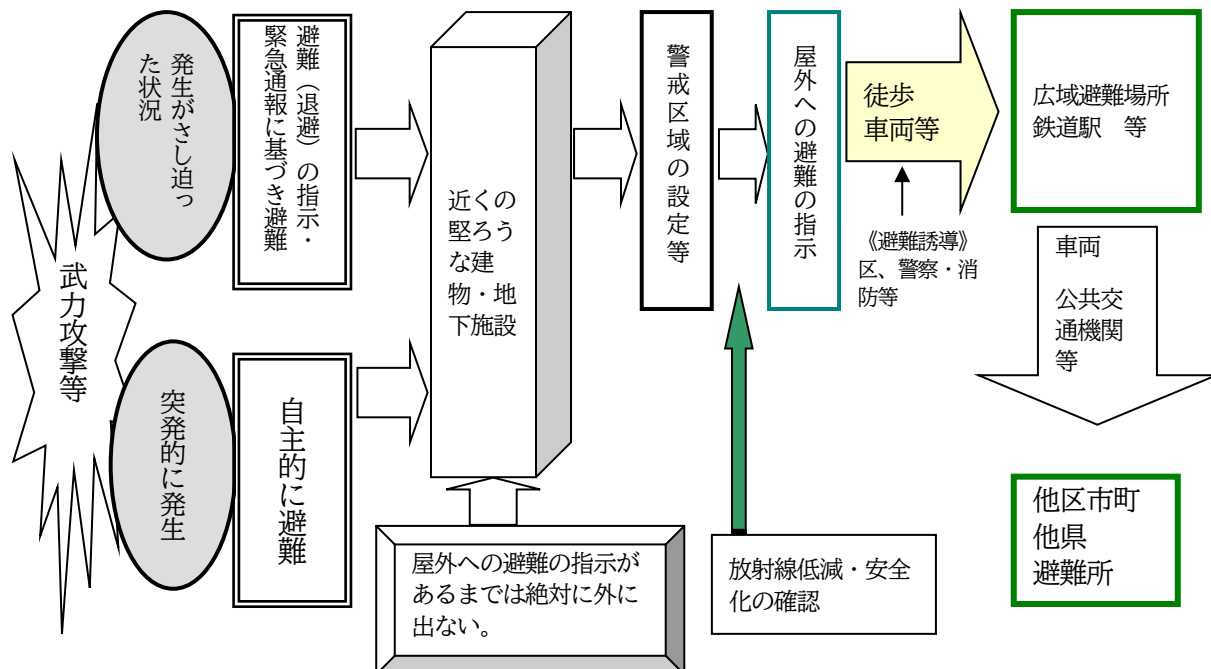 武力攻撃等
発生がさし迫っ
た状況
避難（退避）の指示・
緊急通報に基づき避難
突発的に発生
自主的に避難
近くの
堅ろう
な建
物・地
下施設
屋外への避難の指示が
あるまでは絶対に外に
出ない。
警戒区域の設定等
屋外への避難の指示
放射線低減・安全
化の確認
徒歩
車両等
《避難誘導》
区、警察・消
防等
広域避難場所
鉄道駅　等
車両
公共交
通機関
等
他区市町
他県
避難所